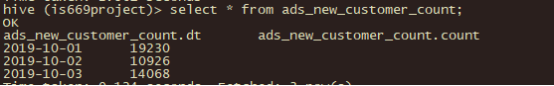 hive (is669project)> select * from ads_new_customer_count;
OK
ads_new_customer_count.dt ads_new_customer_count.count
2019-10-01 19230
2019-10-02 10926
2019-10-03 14068